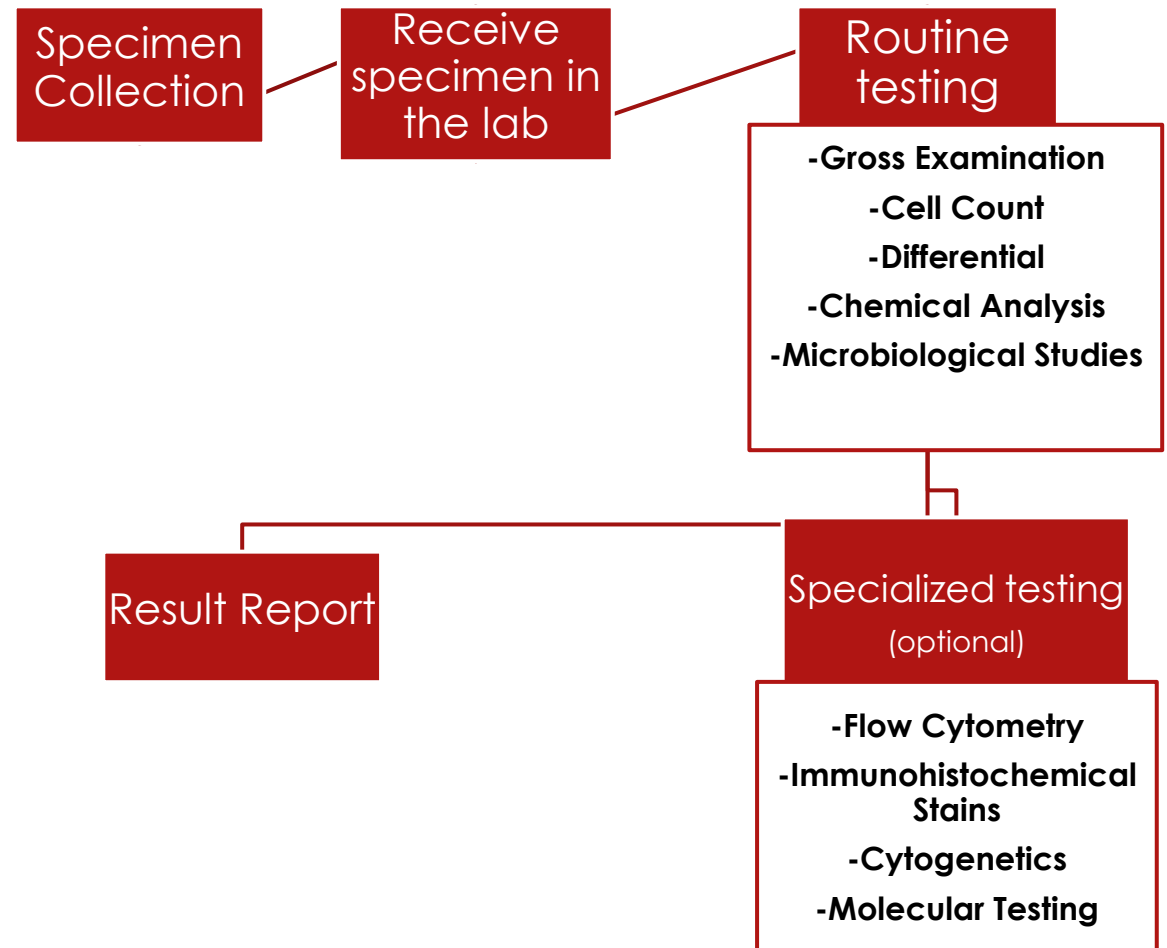 Specimen
Collection
Receive
specimen in
the lab
Routine
testing
-Gross Examination
-Cell Count
-Differential
-Chemical Analysis
-Microbiological Studies
Result Report
Specialized testing
(optional)
-Flow Cytometry
-Immunohistochemical
Stains
-Cytogenetics
-Molecular Testing